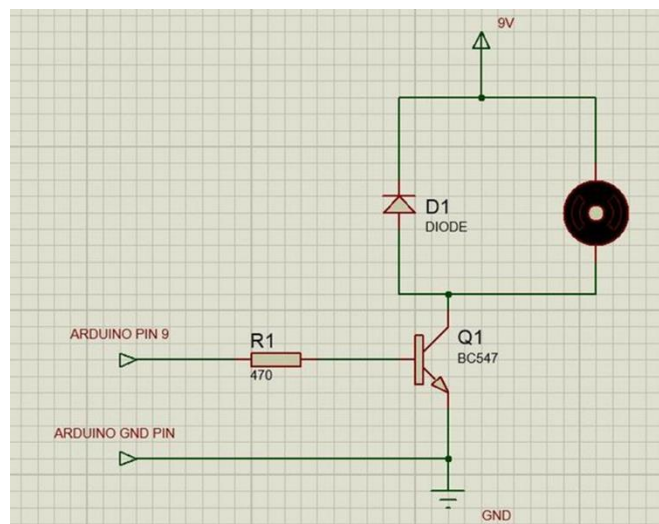 9V
D1
DIODE
ARDUINO PIN 9
R1
470
Q1
BC547
ARDUINO GND PIN
GND